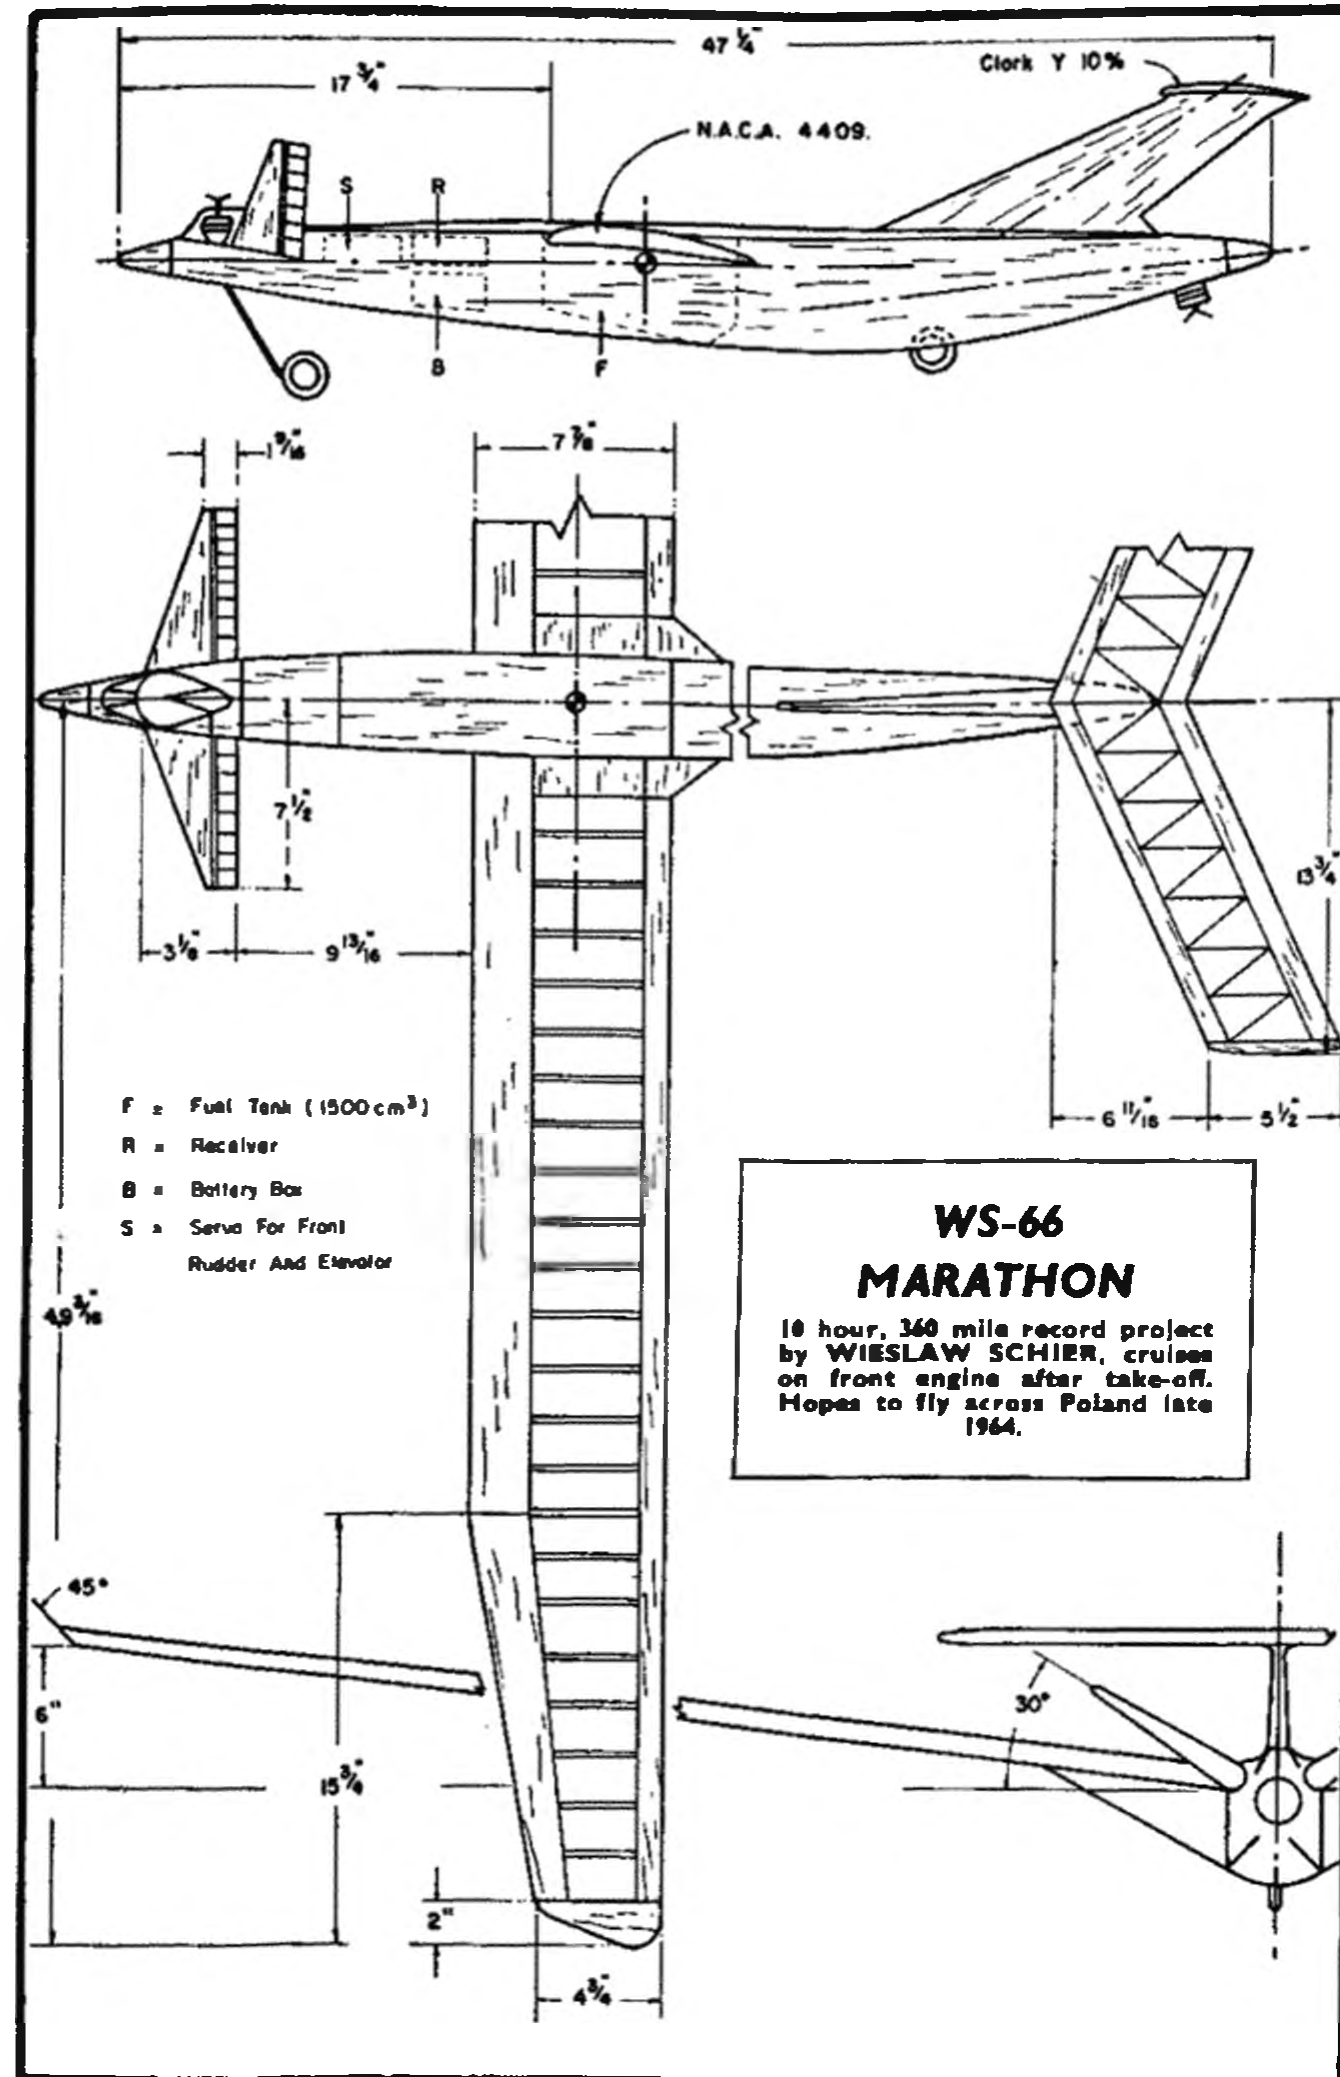 47 1/4"
17 3/4"
Clark Y 10%
N.A.C.A. 4409.
S
R
B
F
1 9/16"
7 7/8"
7 1/2"
13 3/4"
3 1/8"
9 13/16"
6 11/16"
5 1/2"
F = Fuel Tank (1500cm³)
R = Receiver
B = Battery Box
S = Servo For Front
Rudder And Elevator
49 3/16"
WS-66
MARATHON
10 hour, 360 mile record project
by WIESLAW SCHIER, cruises
on front engine after take-off.
Hopes to fly across Poland late
1964.
45°
6"
30°
15 3/4"
2"
4 3/4"